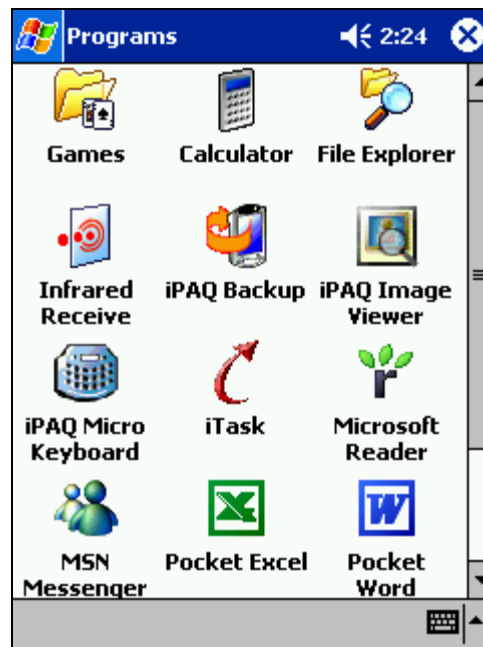 Programs 2:24
Games Calculator File Explorer
Infrared Receive iPAQ Backup iPAQ Image Viewer
iPAQ Micro Keyboard iTask Microsoft Reader
MSN Messenger Pocket Excel Pocket Word